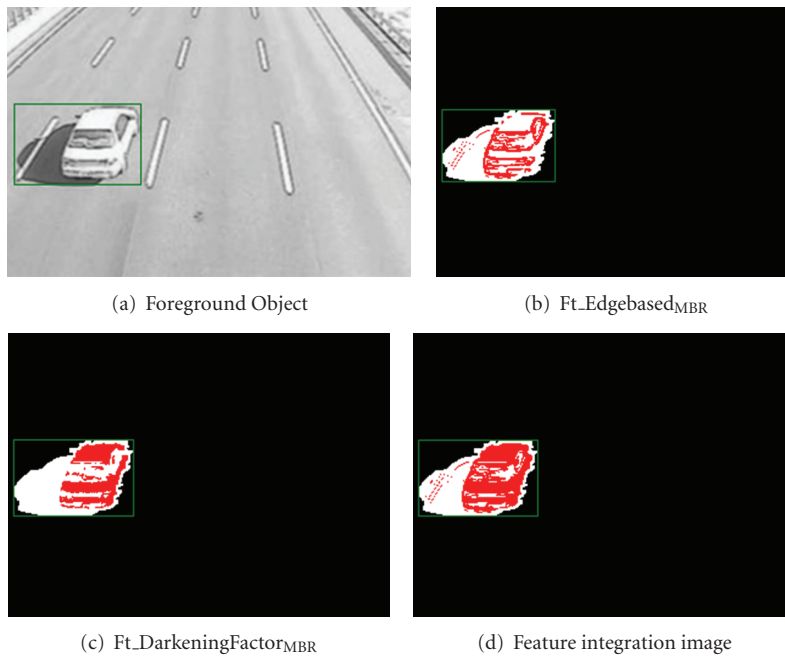 (a) Foreground Object
(b) Ft_Edgebased_MBR
(c) Ft_DarkeningFactor_MBR
(d) Feature integration image